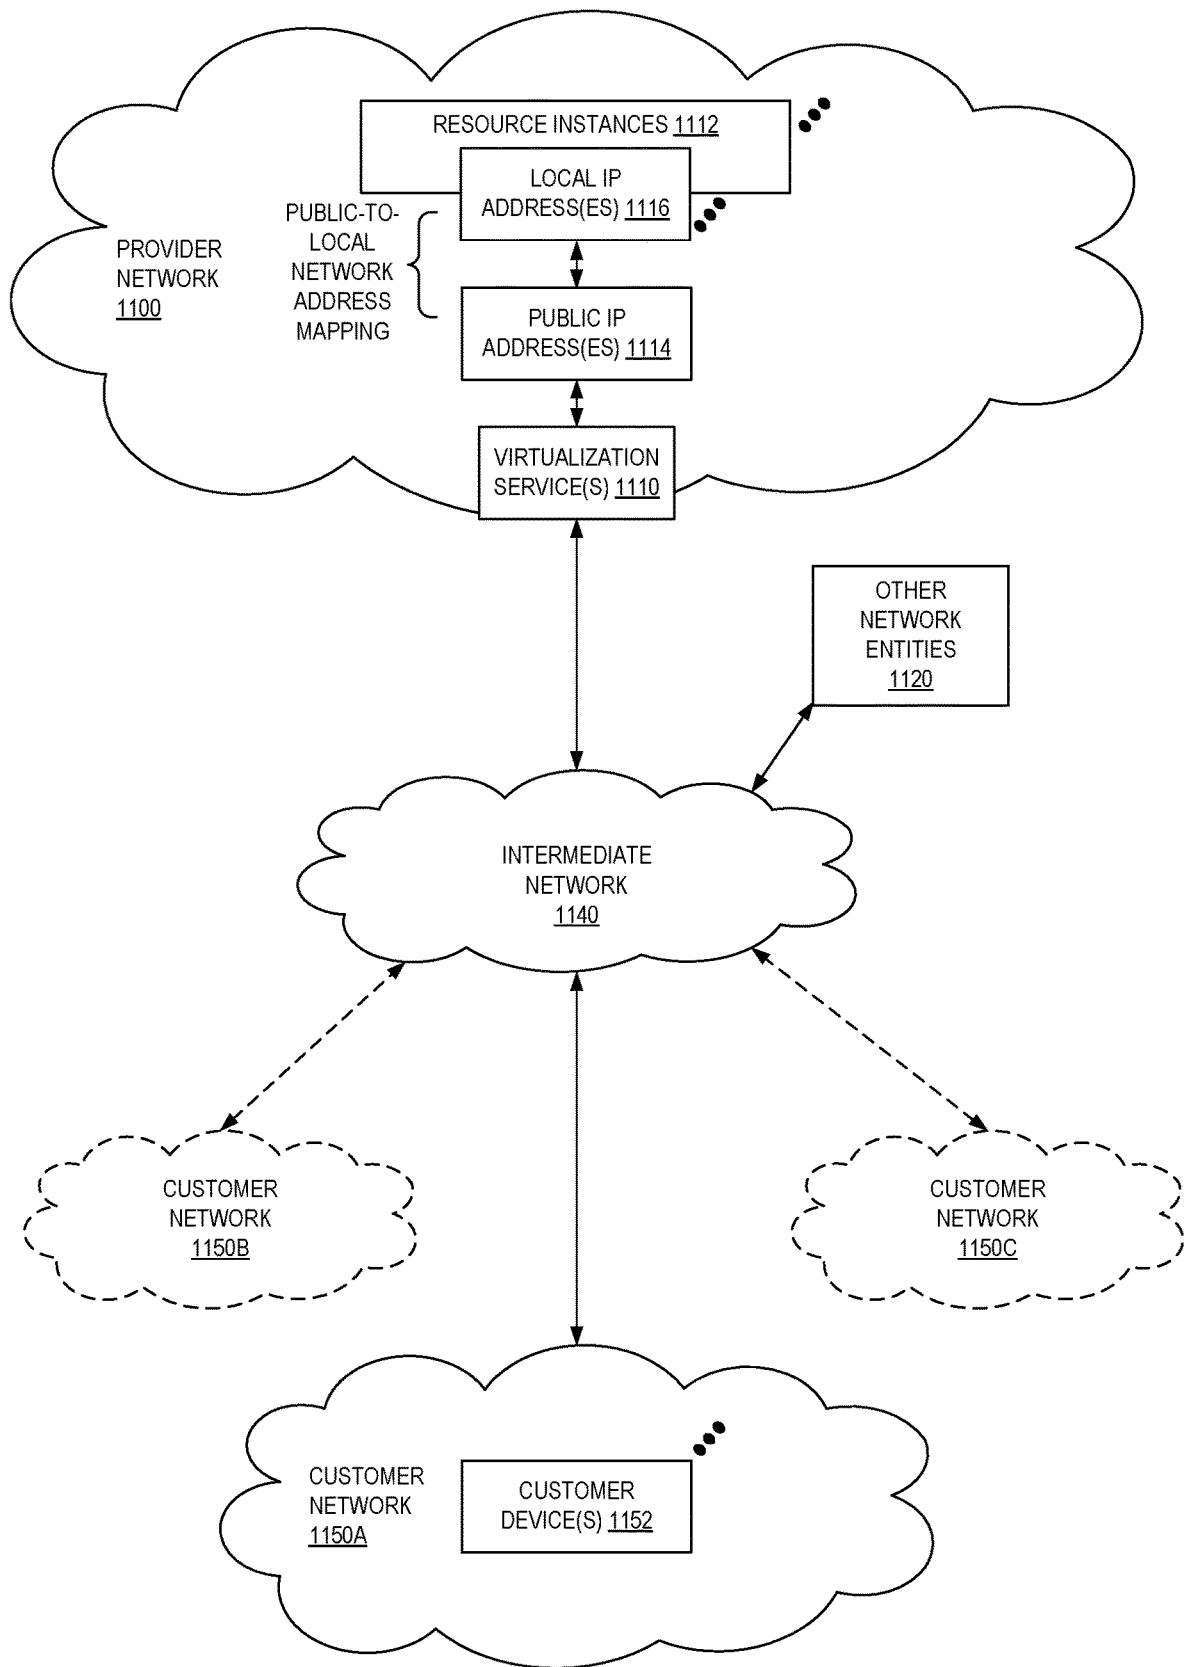 RESOURCE INSTANCES 1112
LOCAL IP
ADDRESS(ES) 1116
PUBLIC-TO-
LOCAL
NETWORK
ADDRESS
MAPPING
PROVIDER
NETWORK
1100
PUBLIC IP
ADDRESS(ES) 1114
VIRTUALIZATION
SERVICE(S) 1110
OTHER
NETWORK
ENTITIES
1120
INTERMEDIATE
NETWORK
1140
CUSTOMER
NETWORK
1150B
CUSTOMER
NETWORK
1150C
CUSTOMER
NETWORK
1150A
CUSTOMER
DEVICE(S) 1152